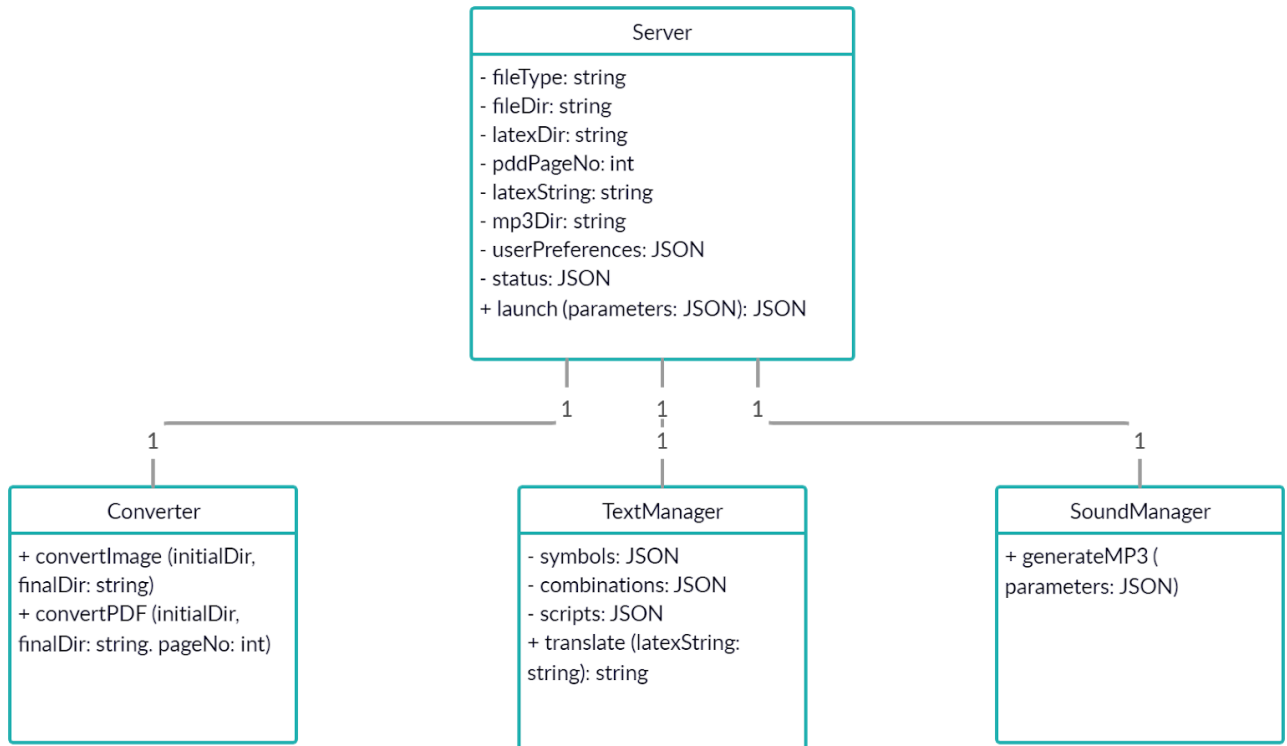 Server
- fileType: string
- fileDir: string
- latexDir: string
- pddPageNo: int
- latexString: string
- mp3Dir: string
- userPreferences: JSON
- status: JSON
+ launch (parameters: JSON): JSON
1
1
1
1
1
1
Converter
+ convertImage (initialDir,
finalDir: string)
+ convertPDF (initialDir,
finalDir: string. pageNo: int)
TextManager
- symbols: JSON
- combinations: JSON
- scripts: JSON
+ translate (latexString:
string): string
SoundManager
+ generateMP3 (
parameters: JSON)